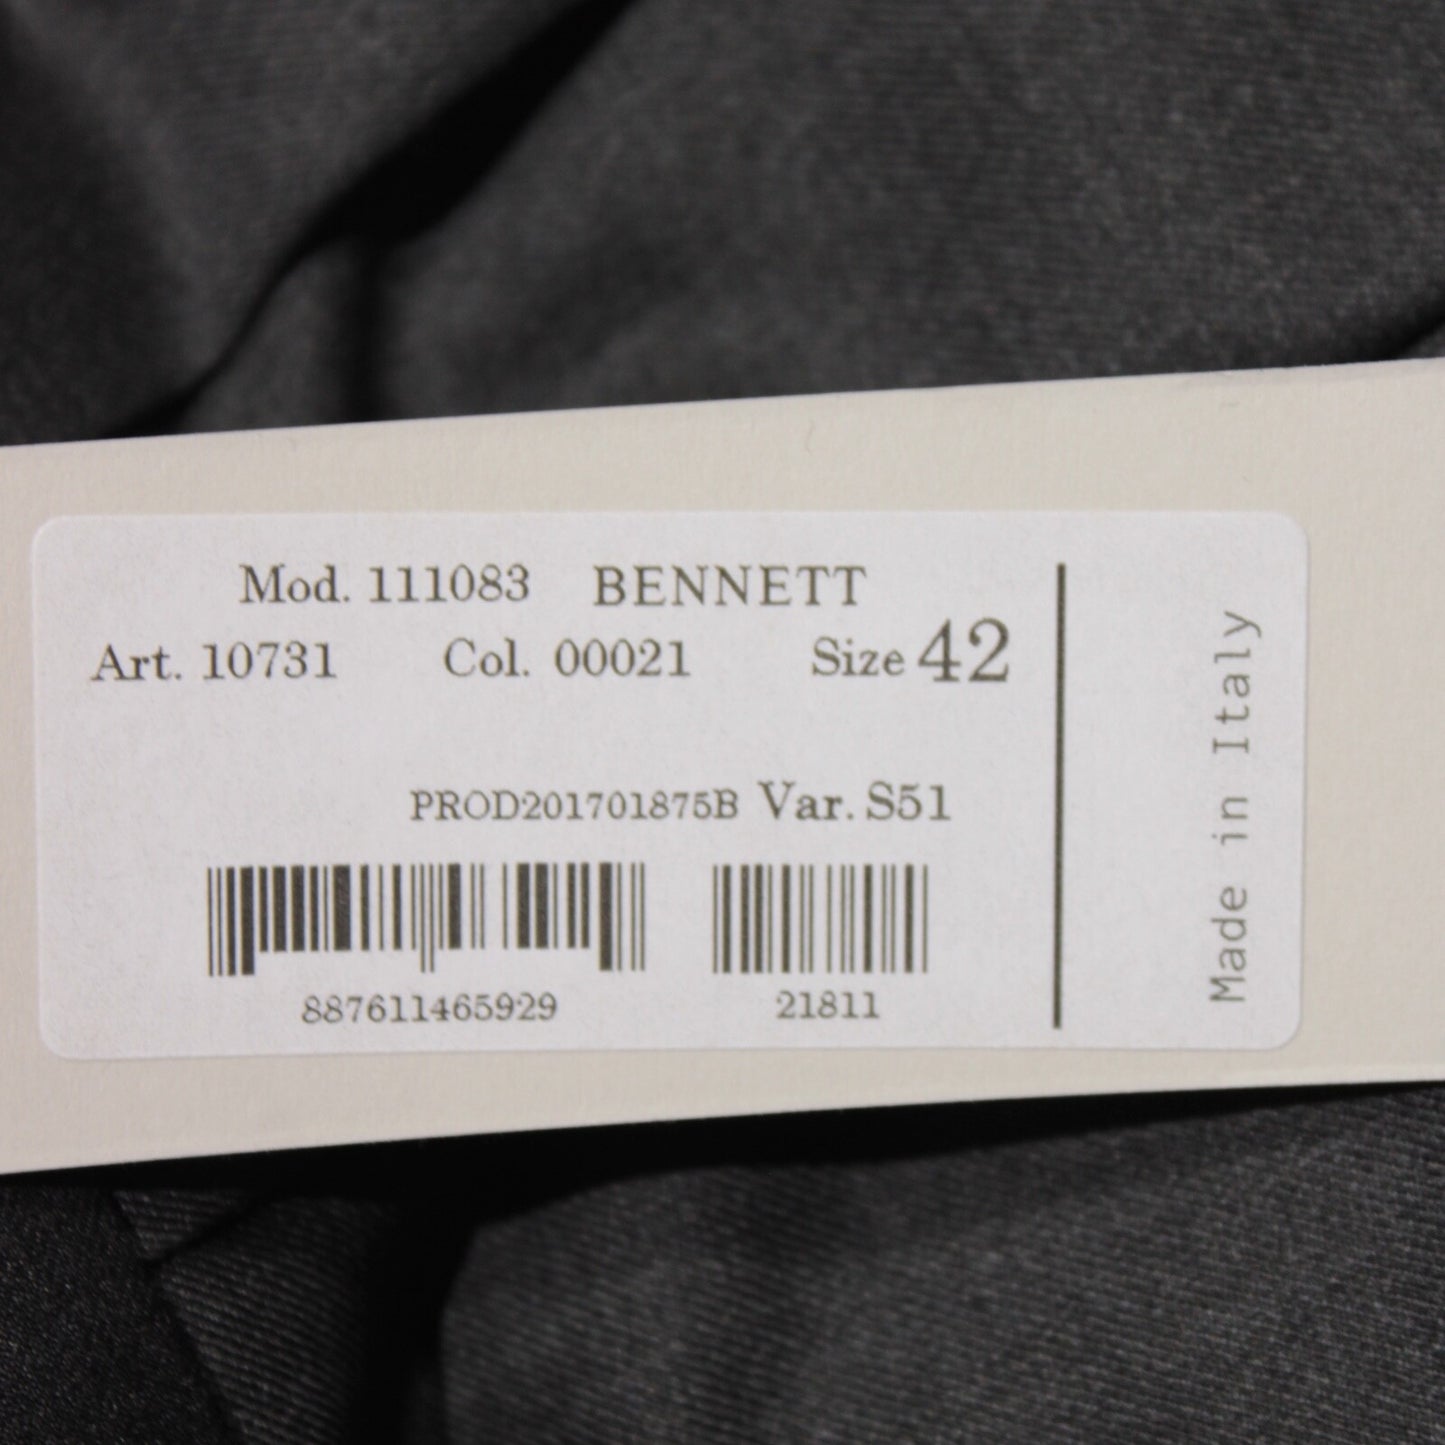 Mod. 111083 BENNETT
Art. 10731 Col. 00021 Size 42
PROD201701875B Var. S51
887611465929 21811
Made in Italy